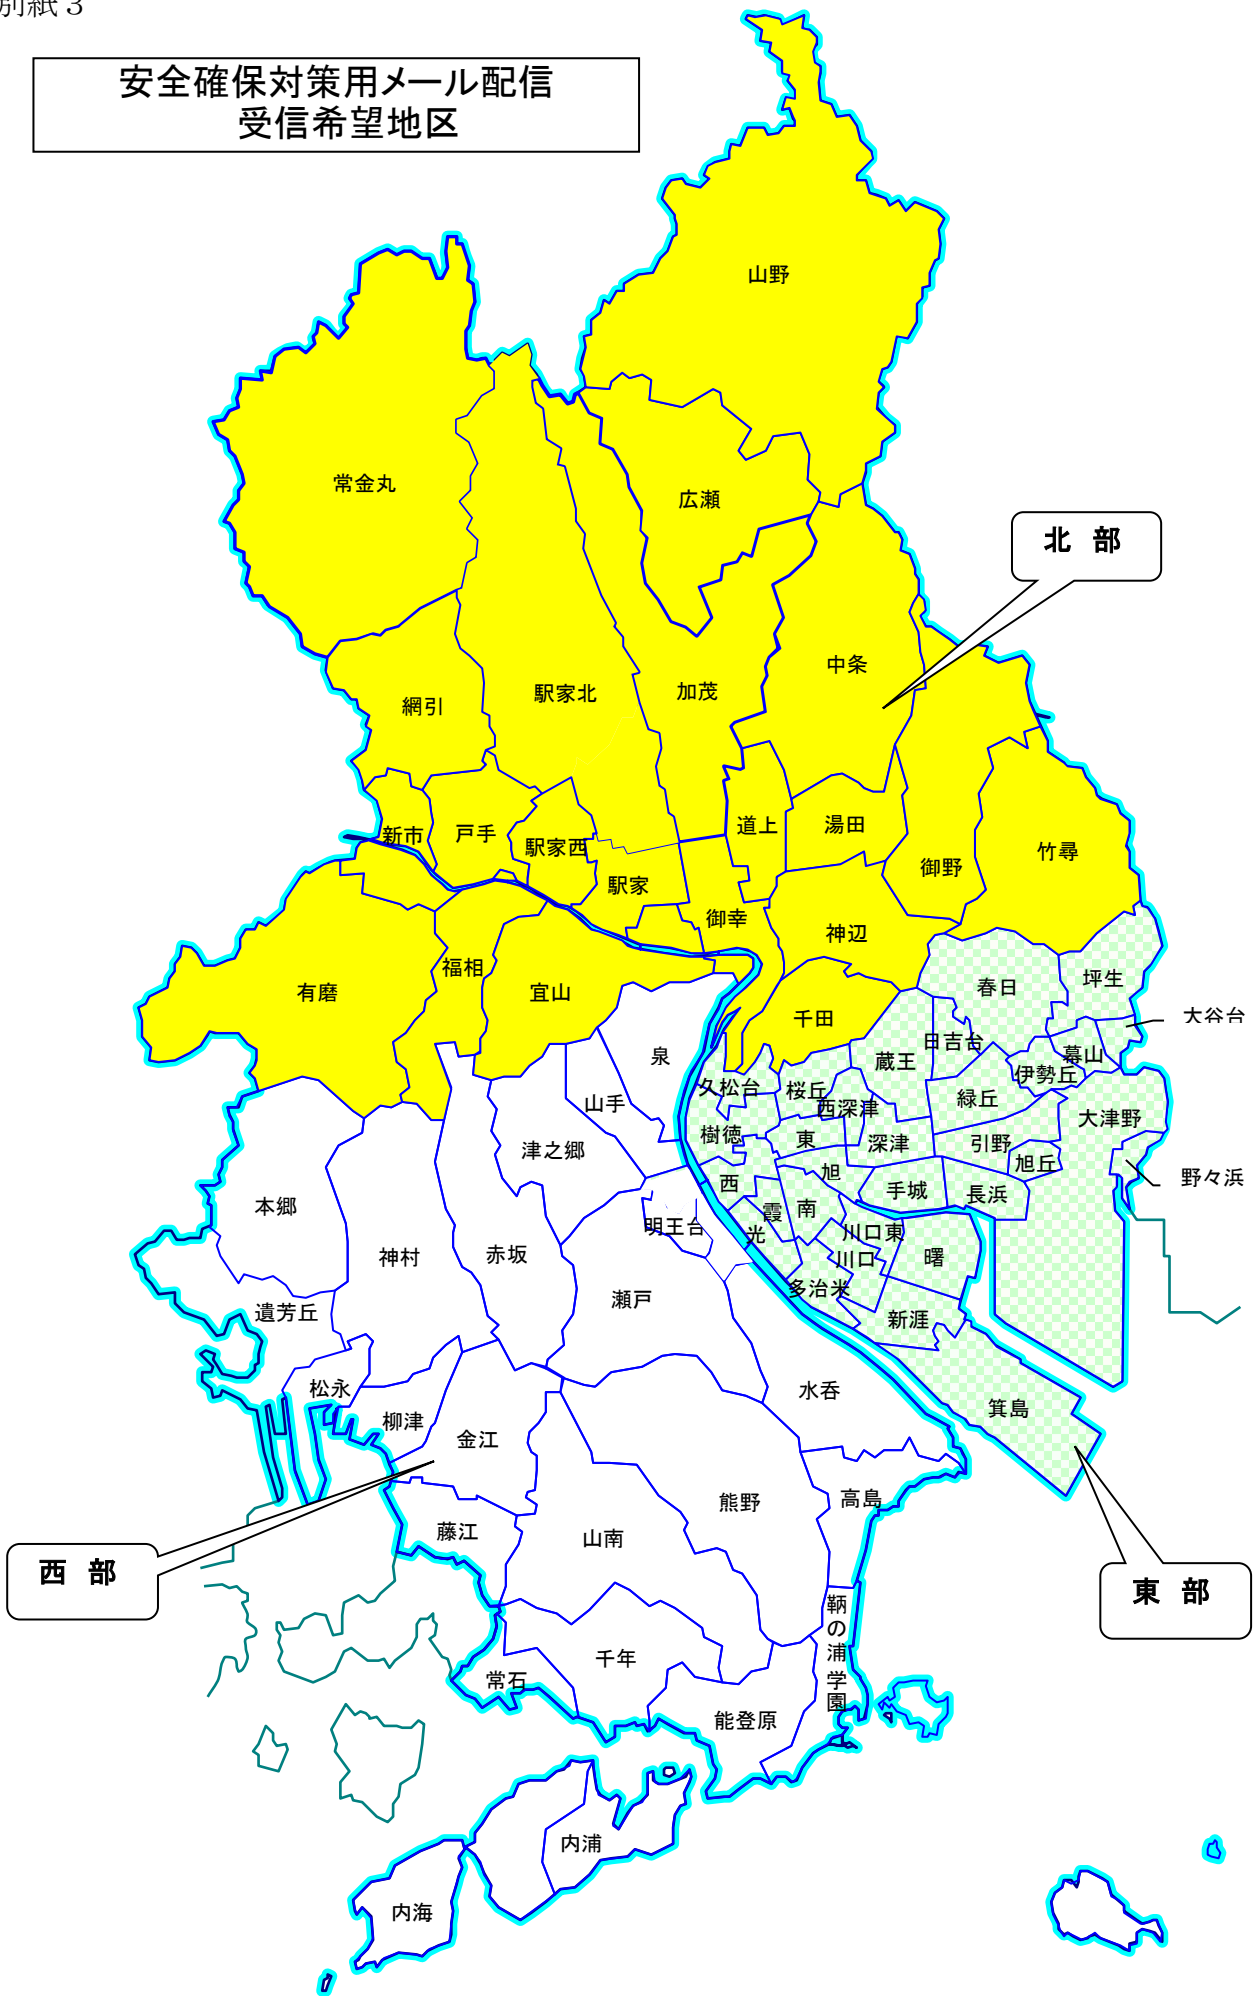 別紙3
安全確保対策用メール配信
受信希望地区
山野
常金丸
広瀬
北 部
中条
加茂
駅家北
網引
道上
湯田
新市
戸手
駅家西
竹尋
御野
駅家
御幸
神辺
福相
宜山
有磨
千田
春日
坪生
大谷台
日吉台
幕山
蔵王
伊勢丘
泉
久松台
桜丘
西深津
緑丘
大津野
山手
樹徳
東
深津
引野
旭丘
津之郷
西
旭
手城
長浜
野々浜
霞
南
本郷
明王台
光
川口東
川口
曙
神村
赤坂
瀬戸
多治米
遺芳丘
新涯
松永
水呑
箕島
柳津
金江
熊野
高島
藤江
山南
西 部
東 部
鞆の浦学園
千年
常石
能登原
内浦
内海